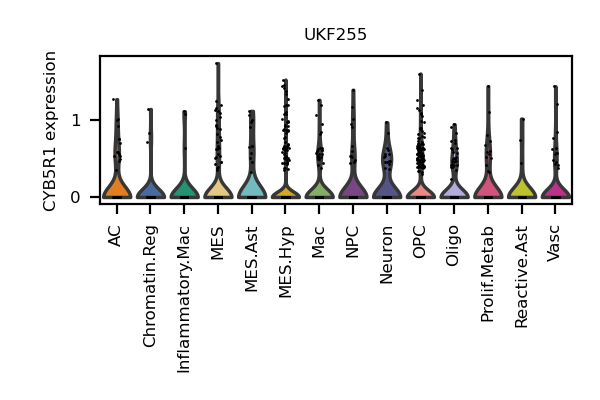 UKF255
CYB5R1 expression
1
0
AC
Chromatin.Reg
Inflammatory.Mac
MES
MES.Ast
MES.Hyp
Mac
NPC
Neuron
OPC
Oligo
Prolif.Metab
Reactive.Ast
Vasc